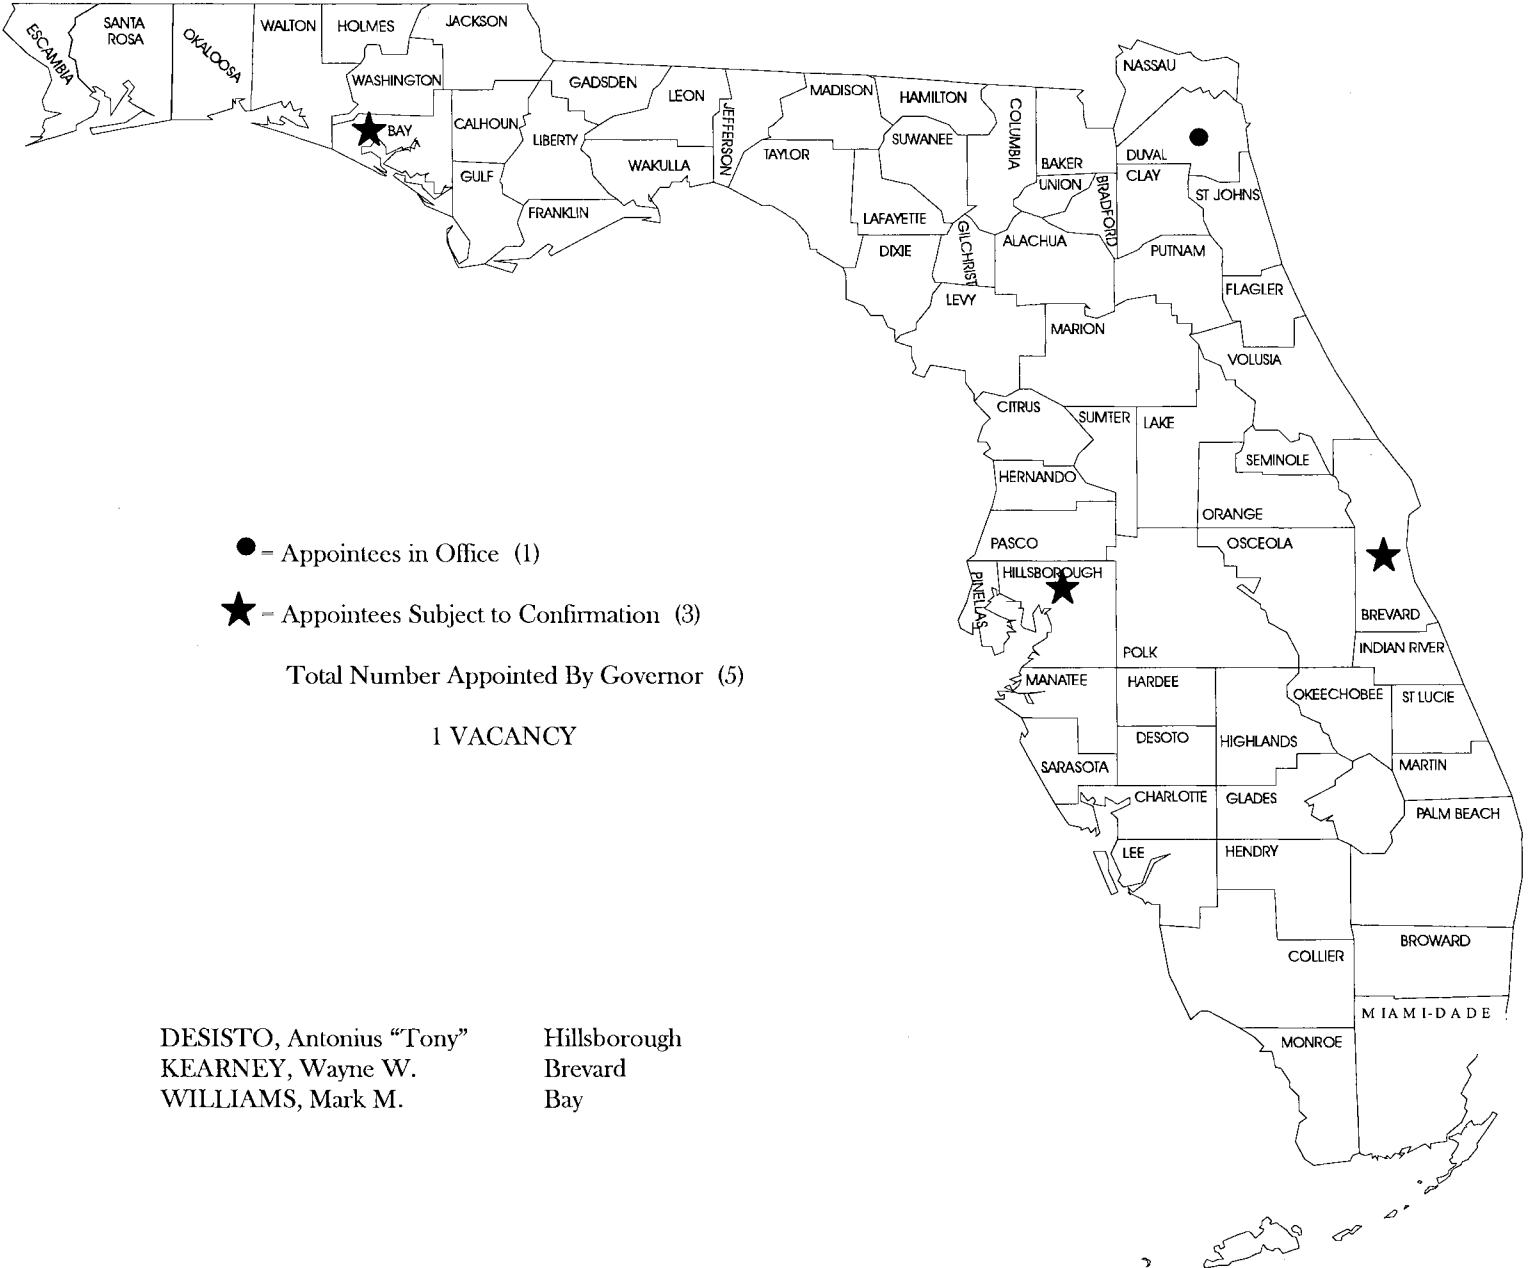 ESCAMBIA
SANTA
ROSA
OKALOOSA
WALTON
HOLMES
JACKSON
WASHINGTON
BAY
CALHOUN
GULF
GADSDEN
LIBERTY
FRANKLIN
LEON
WAKULLA
JEFFERSON
MADISON
TAYLOR
HAMILTON
SUWANEE
LAFAYETTE
DIXIE
COLUMBIA
GILCHRIST
LEVY
BAKER
UNION
BRADFORD
ALACHUA
NASSAU
DUVAL
CLAY
ST JOHNS
PUTNAM
FLAGLER
MARION
VOLUSIA
CITRUS
SUMTER
LAKE
SEMINOLE
HERNANDO
ORANGE
PASCO
OSCEOLA
HILLSBOROUGH
PINELLAS
BREVARD
INDIAN RIVER
POLK
MANATEE
HARDEE
OKEECHOBEE
ST LUCIE
DESOTO
HIGHLANDS
SARASOTA
MARTIN
CHARLOTTE
GLADES
PALM BEACH
LEE
HENDRY
BROWARD
COLLIER
MIAMI-DADE
MONROE
= Appointees in Office (1)
= Appointees Subject to Confirmation (3)
Total Number Appointed By Governor (5)
1 VACANCY
DESISTO, Antonius “Tony” Hillsborough
KEARNEY, Wayne W. Brevard
WILLIAMS, Mark M. Bay